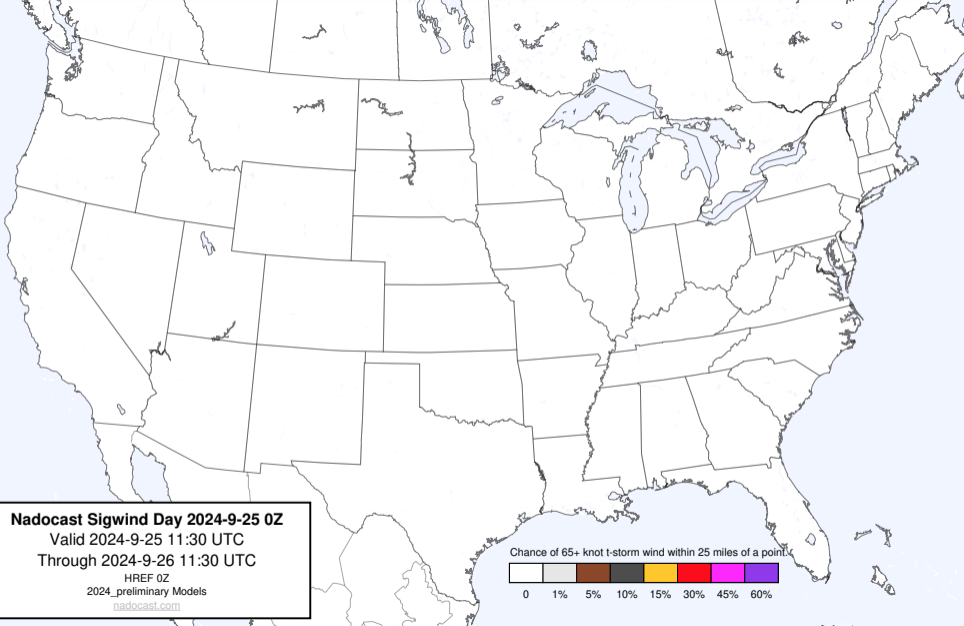 Nadocast Sigwind Day 2024-9-25 0Z
Valid 2024-9-25 11:30 UTC
Through 2024-9-26 11:30 UTC
HREF 0Z
2024_preliminary Models
nadocast.com
Chance of 65+ knot t-storm wind within 25 miles of a point.
0 1% 5% 10% 15% 30% 45% 60%